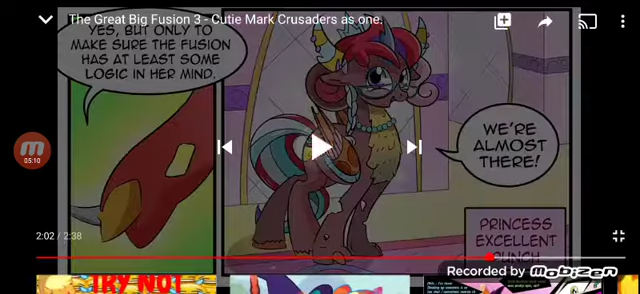 The Great Big Fusion 3 - Cutie Mark Crusaders as one.
YES, BUT ONLY TO
MAKE SURE THE FUSION
HAS AT LEAST SOME
LOGIC IN HER MIND.
WE'RE
ALMOST
THERE!
05:10
2:02 / 2:38
PRINCESS
EXCELLENT
Recorded by Mobizen
TRY NOT